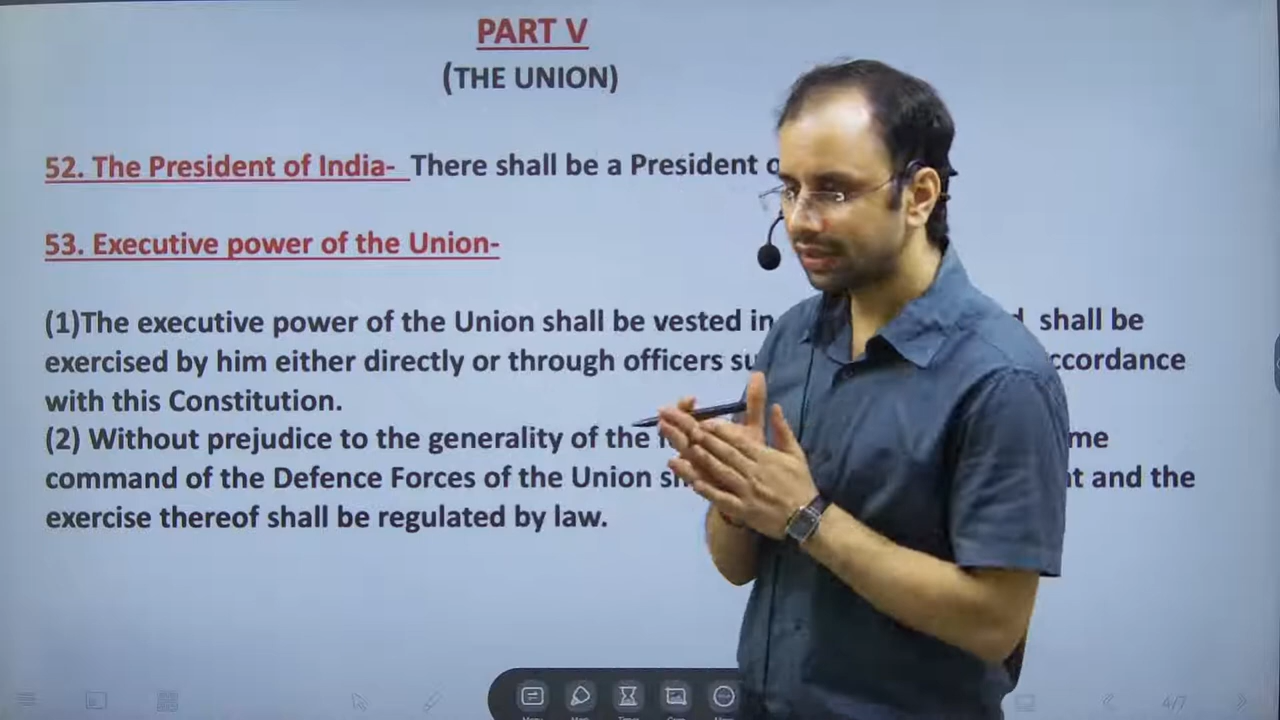 PART V
(THE UNION)
52. The President of India- There shall be a President
53. Executive power of the Union-
(1)The executive power of the Union shall be vested in shall be
exercised by him either directly or through officers ccordance
with this Constitution.
(2) Without prejudice to the generality of the me
command of the Defence Forces of the Union and the
exercise thereof shall be regulated by law.
4/7